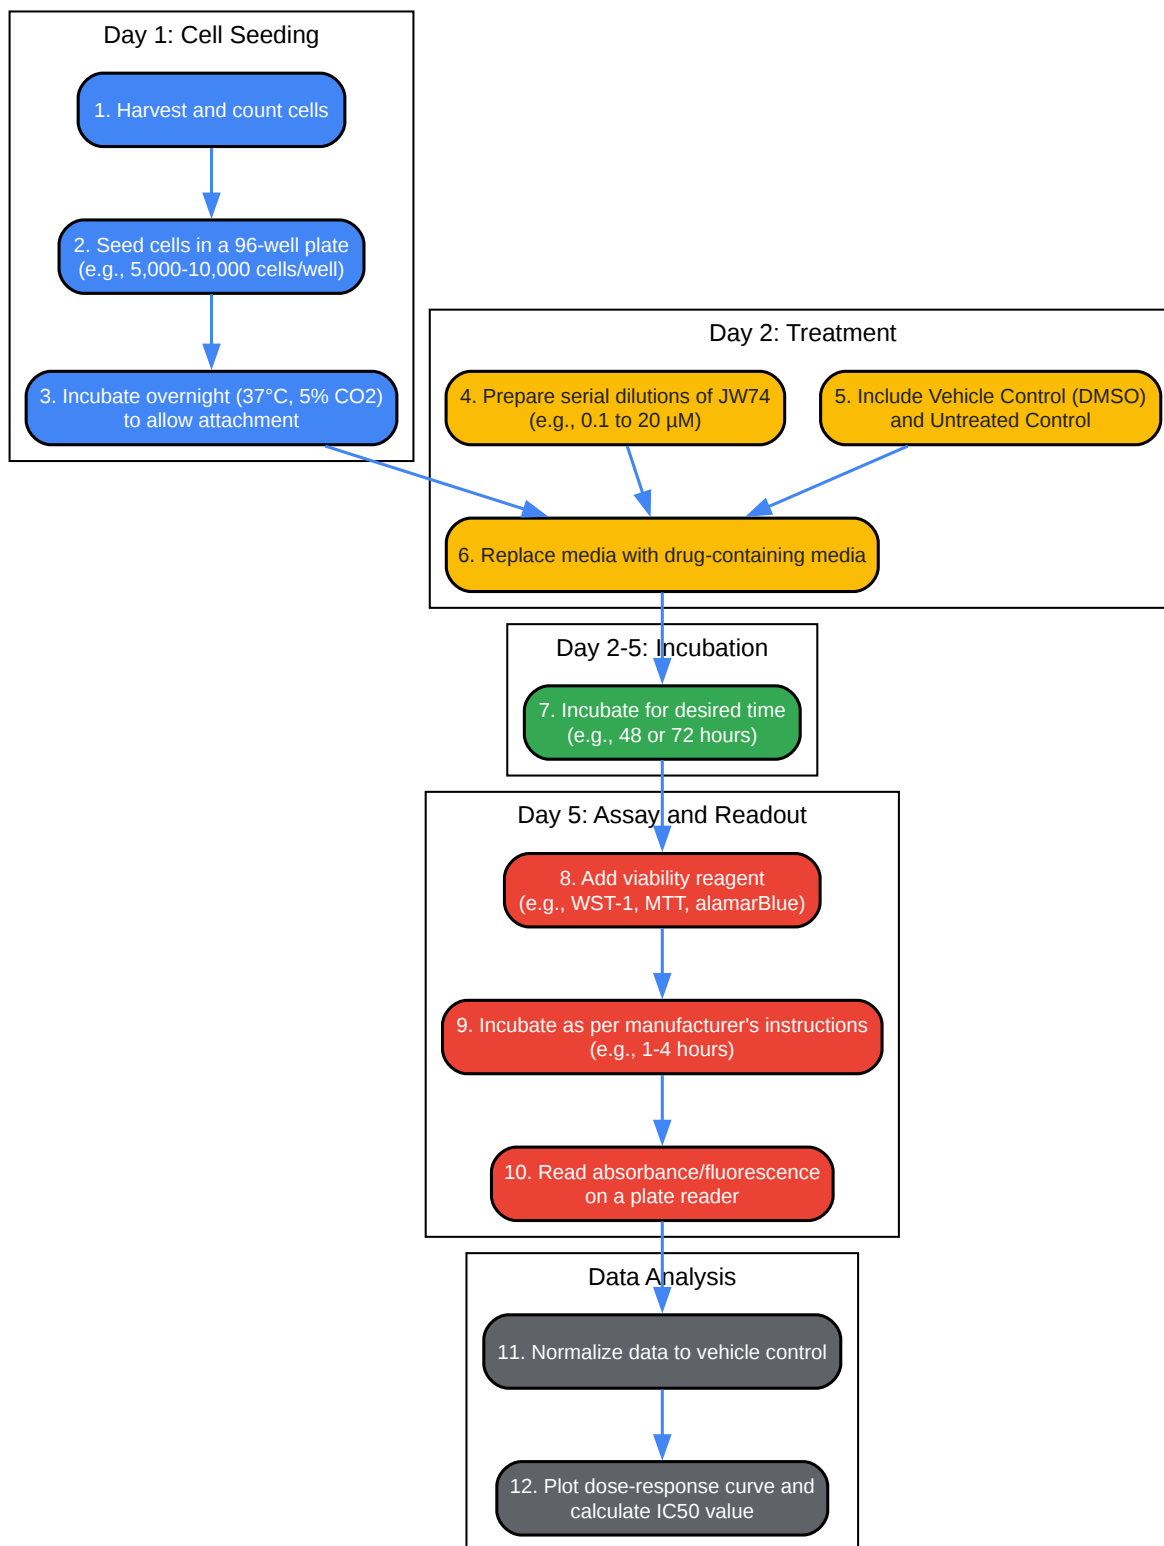 Day 1: Cell Seeding
1. Harvest and count cells
2. Seed cells in a 96-well plate
(e.g., 5,000-10,000 cells/well)
3. Incubate overnight (37°C, 5% CO2)
to allow attachment
Day 2: Treatment
4. Prepare serial dilutions of JW74
(e.g., 0.1 to 20 µM)
5. Include Vehicle Control (DMSO)
and Untreated Control
6. Replace media with drug-containing media
Day 2-5: Incubation
7. Incubate for desired time
(e.g., 48 or 72 hours)
Day 5: Assay and Readout
8. Add viability reagent
(e.g., WST-1, MTT, alamarBlue)
9. Incubate as per manufacturer's instructions
(e.g., 1-4 hours)
10. Read absorbance/fluorescence
on a plate reader
Data Analysis
11. Normalize data to vehicle control
12. Plot dose-response curve and
calculate IC50 value